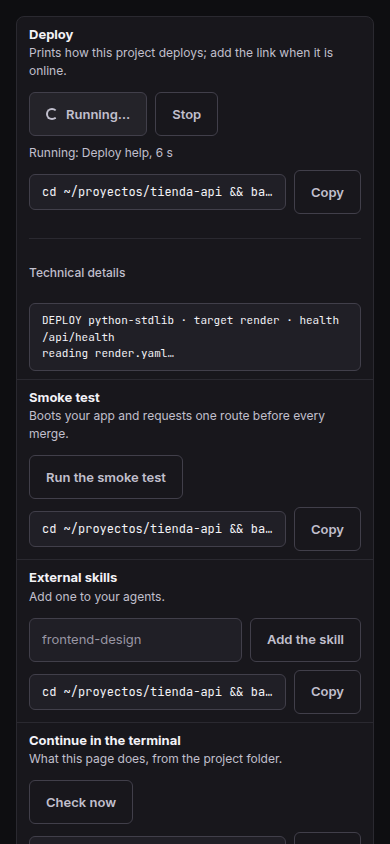 Deploy
Prints how this project deploys; add the link when it is
online.
Running…
Stop
Running: Deploy help, 6 s
cd ~/proyectos/tienda-api && ba…
Copy
Technical details
DEPLOY python-stdlib · target render · health
/api/health
reading render.yaml…
Smoke test
Boots your app and requests one route before every
merge.
Run the smoke test
cd ~/proyectos/tienda-api && ba…
Copy
External skills
Add one to your agents.
frontend-design
Add the skill
cd ~/proyectos/tienda-api && ba…
Copy
Continue in the terminal
What this page does, from the project folder.
Check now